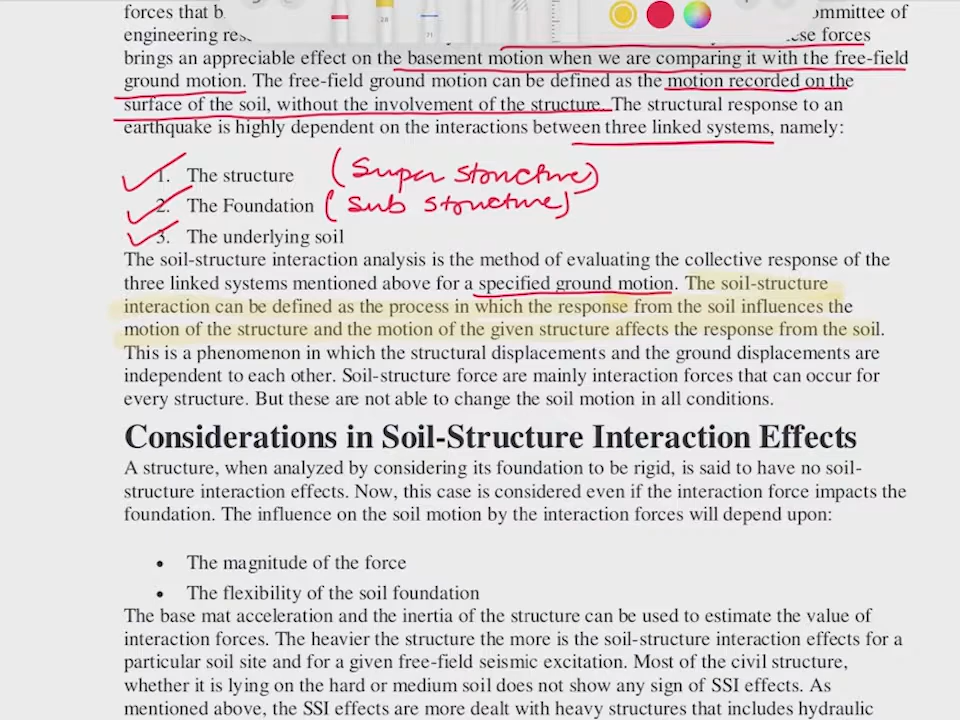 forces that b
ommittee of
engineering res
ese forces
brings an appreciable effect on the basement motion when we are comparing it with the free-field
ground motion. The free-field ground motion can be defined as the motion recorded on the
surface of the soil, without the involvement of the structure. The structural response to an
earthquake is highly dependent on the interactions between three linked systems, namely:
1. The structure (Super structure)
2. The Foundation (Sub structure)
3. The underlying soil
The soil-structure interaction analysis is the method of evaluating the collective response of the
three linked systems mentioned above for a specified ground motion. The soil-structure
interaction can be defined as the process in which the response from the soil influences the
motion of the structure and the motion of the given structure affects the response from the soil.
This is a phenomenon in which the structural displacements and the ground displacements are
independent to each other. Soil-structure force are mainly interaction forces that can occur for
every structure. But these are not able to change the soil motion in all conditions.
Considerations in Soil-Structure Interaction Effects
A structure, when analyzed by considering its foundation to be rigid, is said to have no soil-
structure interaction effects. Now, this case is considered even if the interaction force impacts the
foundation. The influence on the soil motion by the interaction forces will depend upon:
• The magnitude of the force
• The flexibility of the soil foundation
The base mat acceleration and the inertia of the structure can be used to estimate the value of
interaction forces. The heavier the structure the more is the soil-structure interaction effects for a
particular soil site and for a given free-field seismic excitation. Most of the civil structure,
whether it is lying on the hard or medium soil does not show any sign of SSI effects. As
mentioned above, the SSI effects are more dealt with heavy structures that includes hydraulic